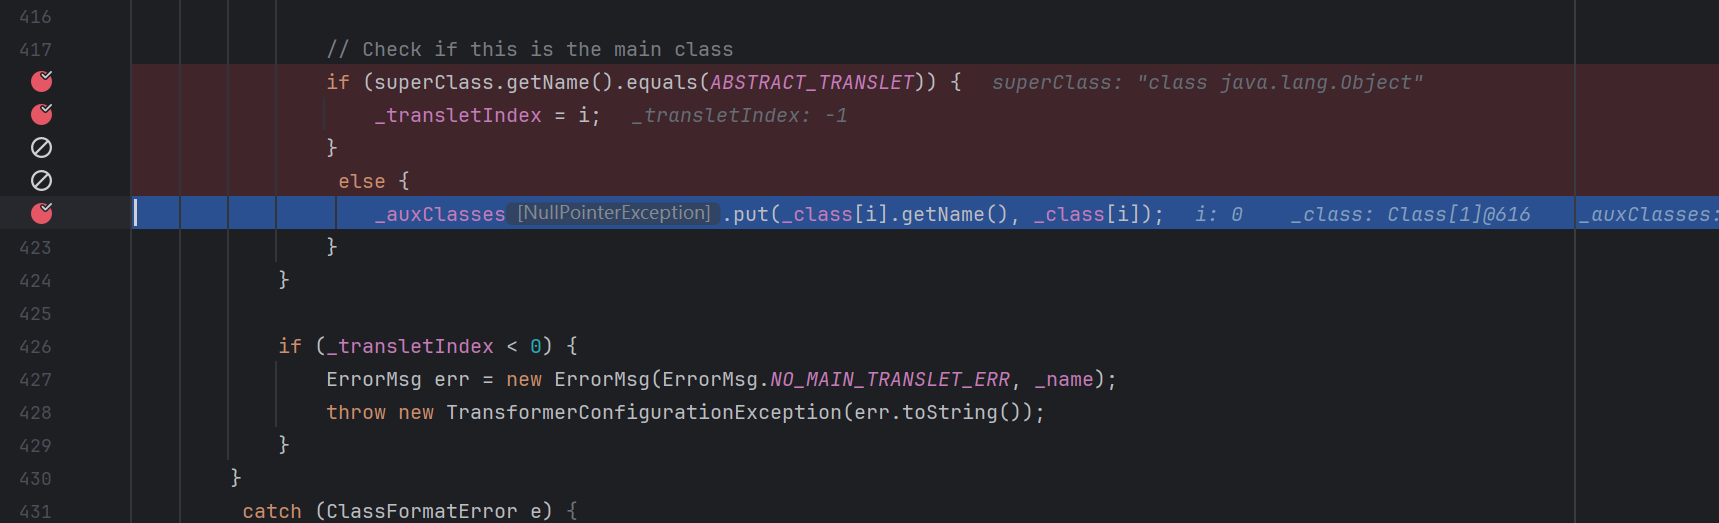 416
417 // Check if this is the main class
if (superClass.getName().equals(ABSTRACT_TRANSLET)) { superClass: "class java.lang.Object"
_transletIndex = i; _transletIndex: -1
}
else {
_auxClasses [NullPointerException] .put(_class[i].getName(), _class[i]); i: 0 _class: Class[1]@616 _auxClasses:
423 }
424 }
425
426 if (_transletIndex < 0) {
427 ErrorMsg err = new ErrorMsg(ErrorMsg.NO_MAIN_TRANSLET_ERR, _name);
428 throw new TransformerConfigurationException(err.toString());
429 }
430 }
431 catch (ClassFormatError e) {